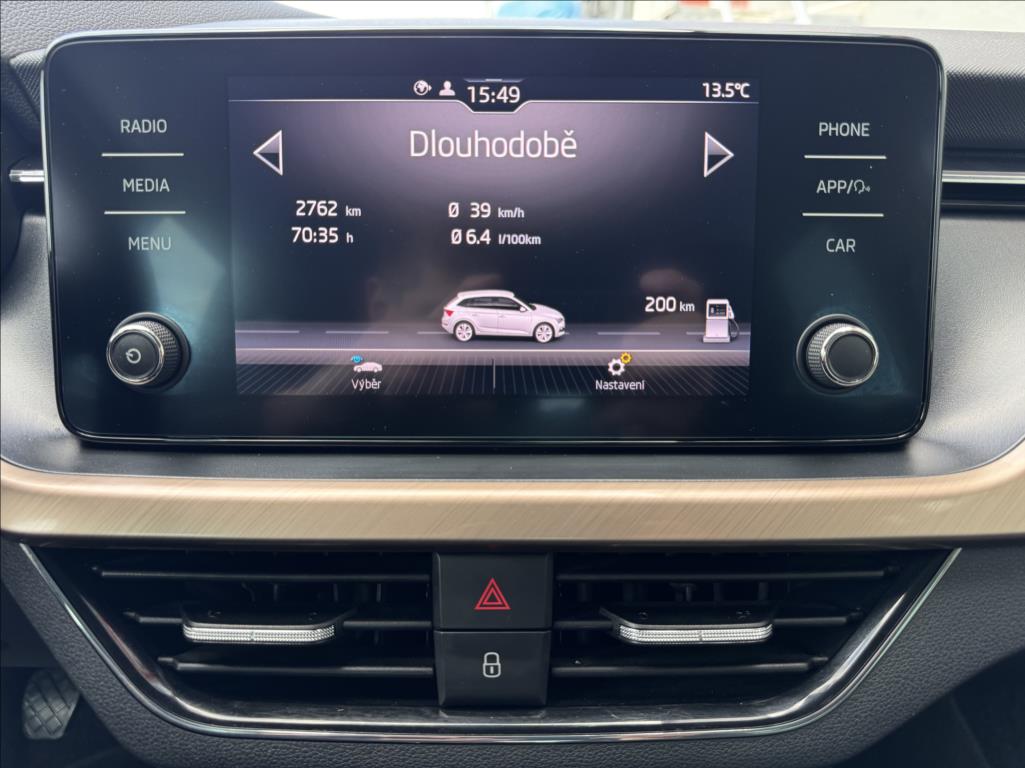 15:49
13.5°C
RADIO
MEDIA
MENU
Dlouhodobě
2762 km
Ø 39 km/h
70:35 h
Ø 6.4 l/100km
200 km
Výběr
Nastavení
PHONE
APP/
CAR